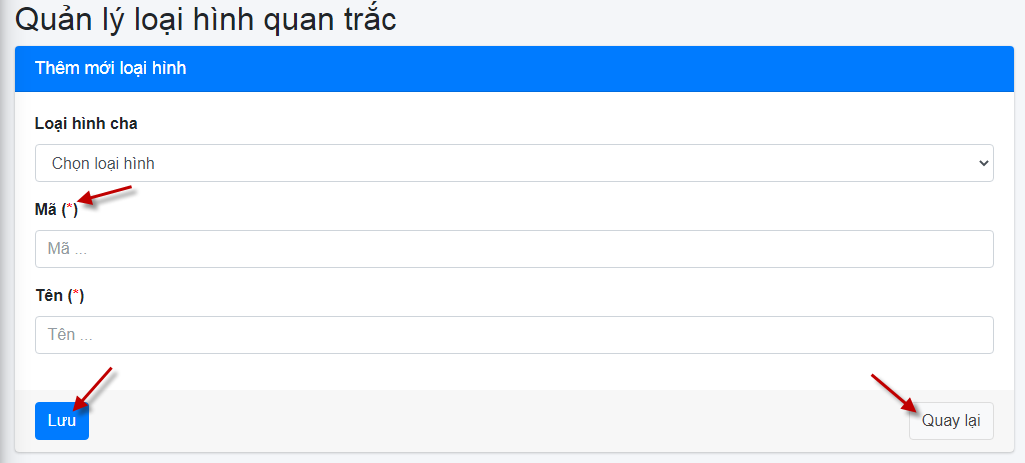 Quản lý loại hình quan trắc
Thêm mới loại hình
Loại hình cha
Chọn loại hình
Mã (*)
Mã ...
Tên (*)
Tên ...
Lưu
Quay lại